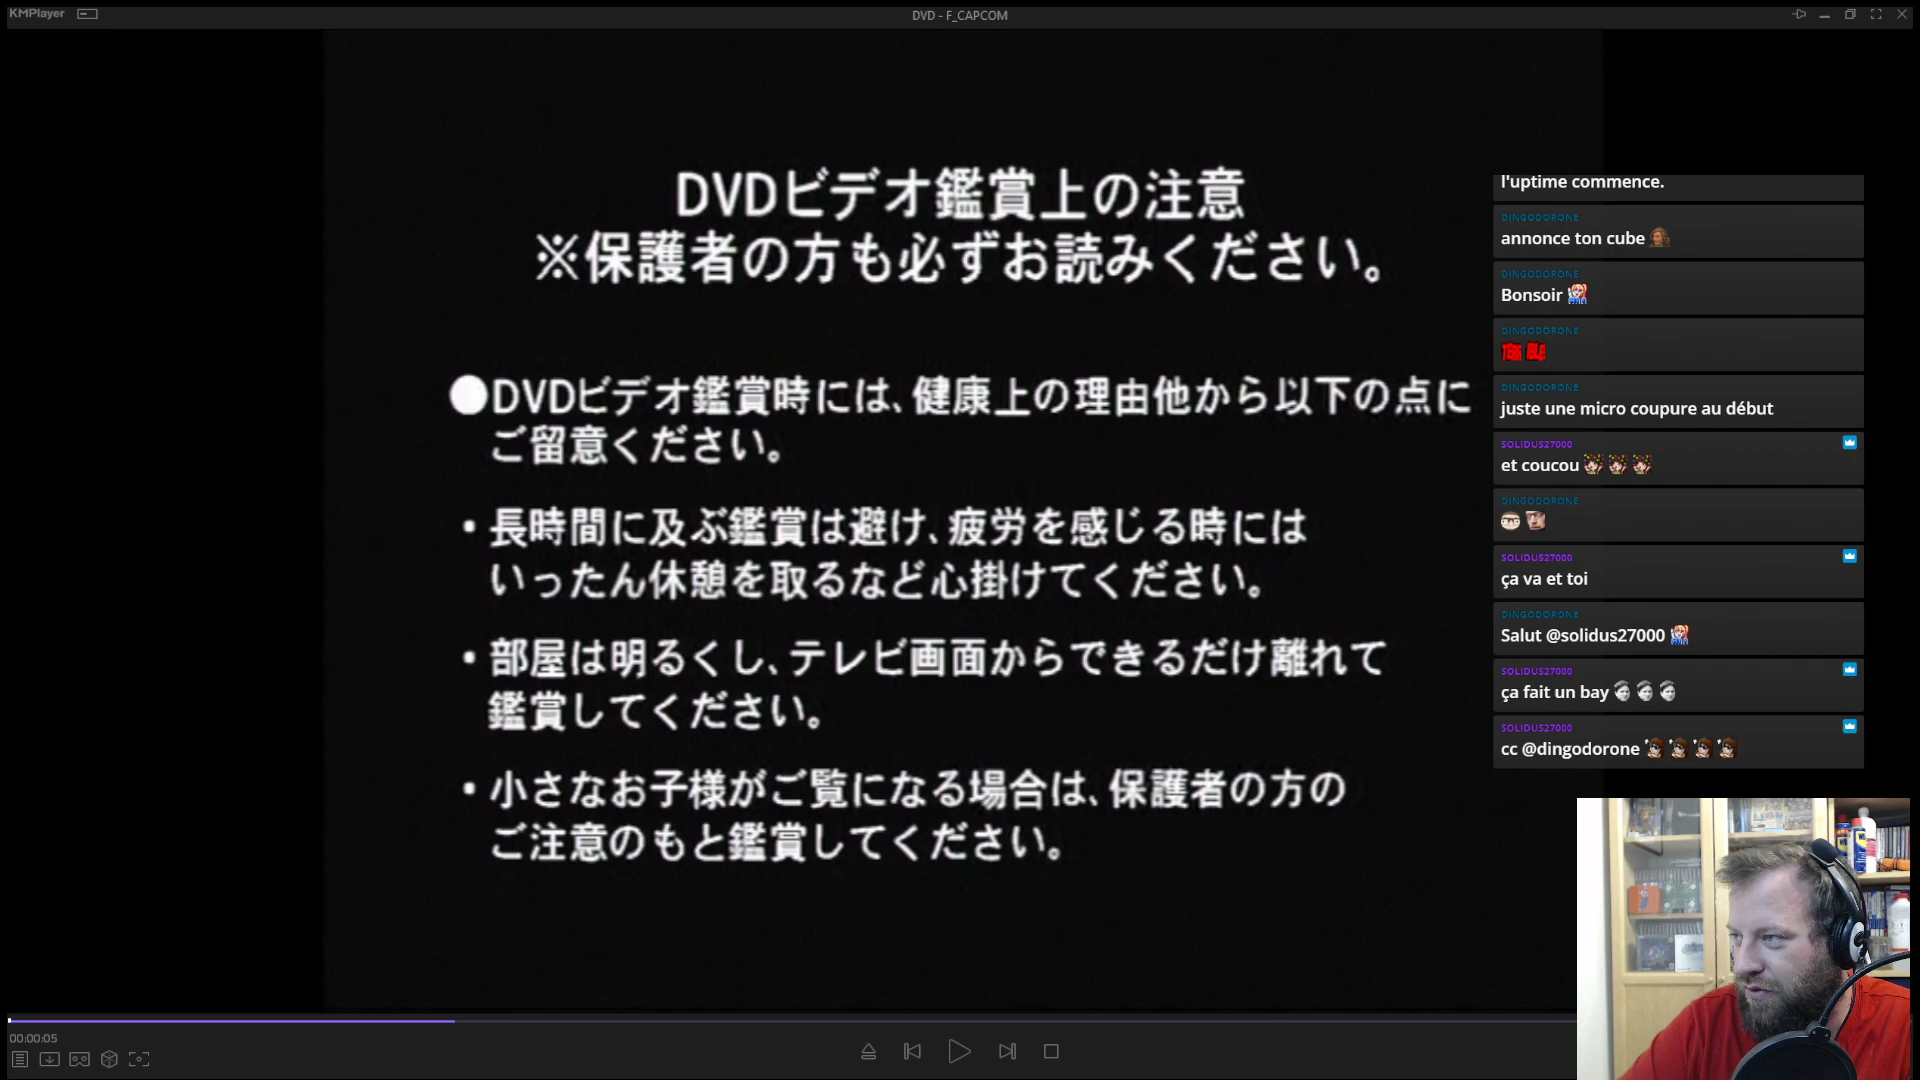 KMPlayer
DVD - F_CAPCOM
DVDビデオ鑑賞上の注意
※保護者の方も必ずお読みください。
●DVDビデオ鑑賞時には、健康上の理由他から以下の点に
ご留意ください。
・長時間に及ぶ鑑賞は避け、疲労を感じる時には
いったん休憩を取るなど心掛けてください。
・部屋は明るくし、テレビ画面からできるだけ離れて
鑑賞してください。
・小さなお子様がご覧になる場合は、保護者の方の
ご注意のもと鑑賞してください。
l'uptime commence.
DINGODORONE
annonce ton cube
DINGODORONE
Bonsoir
DINGODORONE
DINGODORONE
juste une micro coupure au début
SOLIDUS27000
et coucou
DINGODORONE
SOLIDUS27000
ça va et toi
DINGODORONE
Salut @solidus27000
SOLIDUS27000
ça fait un bay
SOLIDUS27000
cc @dingodorone
00:00:05